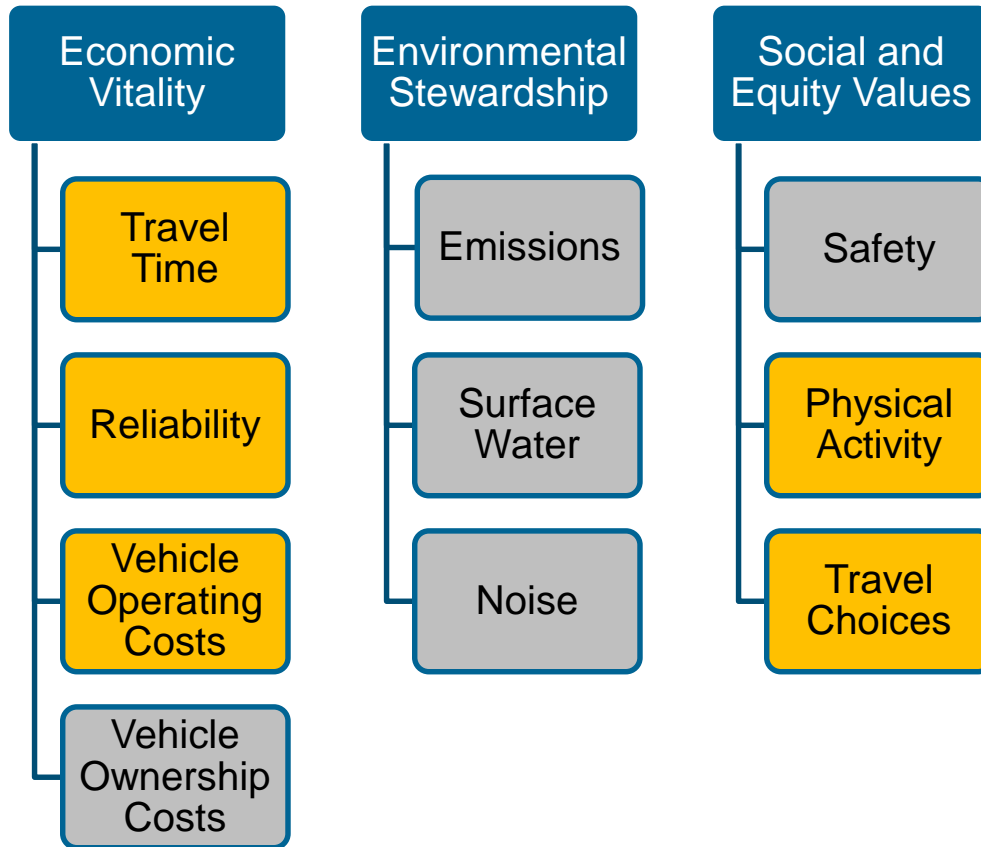 Economic
Vitality
Travel
Time
Reliability
Vehicle
Operating
Costs
Vehicle
Ownership
Costs
Environmental
Stewardship
Emissions
Surface
Water
Noise
Social and
Equity Values
Safety
Physical
Activity
Travel
Choices